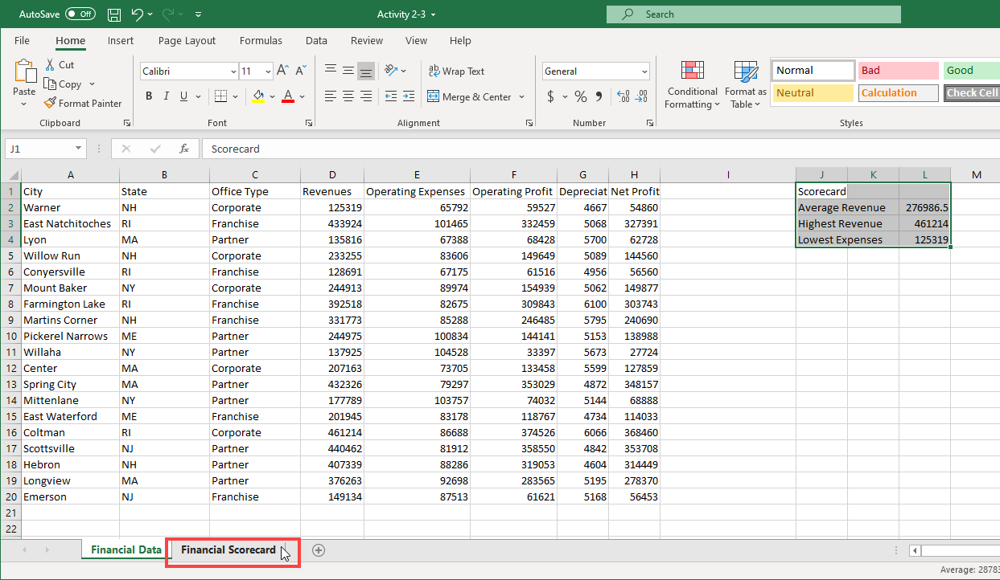 AutoSave Off Activity 2-3 Search
File Home Insert Page Layout Formulas Data Review View Help
Paste
Cut
Copy
Format Painter
Clipboard
Calibri 11 A A
B I U A
Font
ab Wrap Text
Merge & Center
Alignment
General
$ % ,
Number
Conditional Formatting
Format as Table
Normal Bad Good
Neutral Calculation Check Cell
Styles
J1 fx Scorecard
A B C D E F G H I J K L M
1 City State Office Type Revenues Operating Expenses Operating Profit Depreciat Net Profit Scorecard
2 Warner NH Corporate 125319 65792 59527 4667 54860 Average Revenue 276986.5
3 East Natchitoches RI Franchise 433924 101465 332459 5068 327391 Highest Revenue 461214
4 Lyon MA Partner 135816 67388 68428 5700 62728 Lowest Expenses 125319
5 Willow Run NH Corporate 233255 83606 149649 5089 144560
6 Conyersville RI Franchise 128691 67175 61516 4956 56560
7 Mount Baker NY Corporate 244913 89974 154939 5062 149877
8 Farmington Lake RI Franchise 392518 82675 309843 6100 303743
9 Martins Corner NH Franchise 331773 85288 246485 5795 240690
10 Pickerel Narrows ME Partner 244975 100834 144141 5153 138988
11 Willaha NY Partner 137925 104528 33397 5673 27724
12 Center MA Corporate 207163 73705 133458 5599 127859
13 Spring City MA Partner 432326 79297 353029 4872 348157
14 Mittenlane NY Partner 177789 103757 74032 5144 68888
15 East Waterford ME Franchise 201945 83178 118767 4734 114033
16 Coltman RI Corporate 461214 86688 374526 6066 368460
17 Scottsville NJ Partner 440462 81912 358550 4842 353708
18 Hebron NH Partner 407339 88286 319053 4604 314449
19 Longview MA Partner 376263 92698 283565 5195 278370
20 Emerson NJ Franchise 149134 87513 61621 5168 56453
21
22
Financial Data Financial Scorecard
Average: 28783